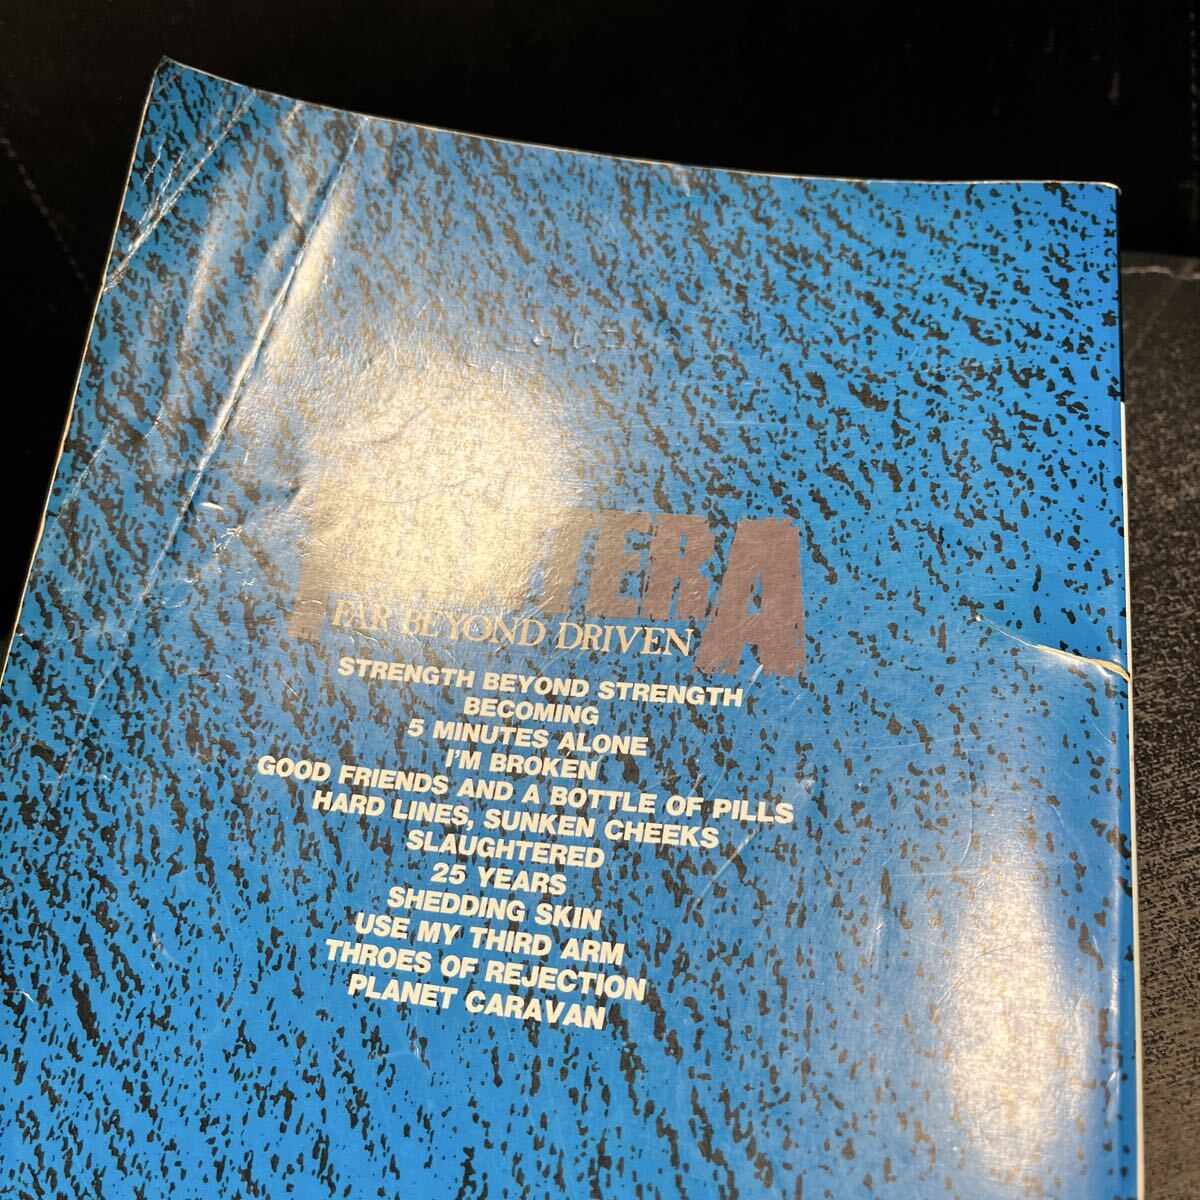 PANTERA
FAR BEYOND DRIVEN
STRENGTH BEYOND STRENGTH
BECOMING
5 MINUTES ALONE
I'M BROKEN
GOOD FRIENDS AND A BOTTLE OF PILLS
HARD LINES, SUNKEN CHEEKS
SLAUGHTERED
25 YEARS
SHEDDING SKIN
USE MY THIRD ARM
THROES OF REJECTION
PLANET CARAVAN